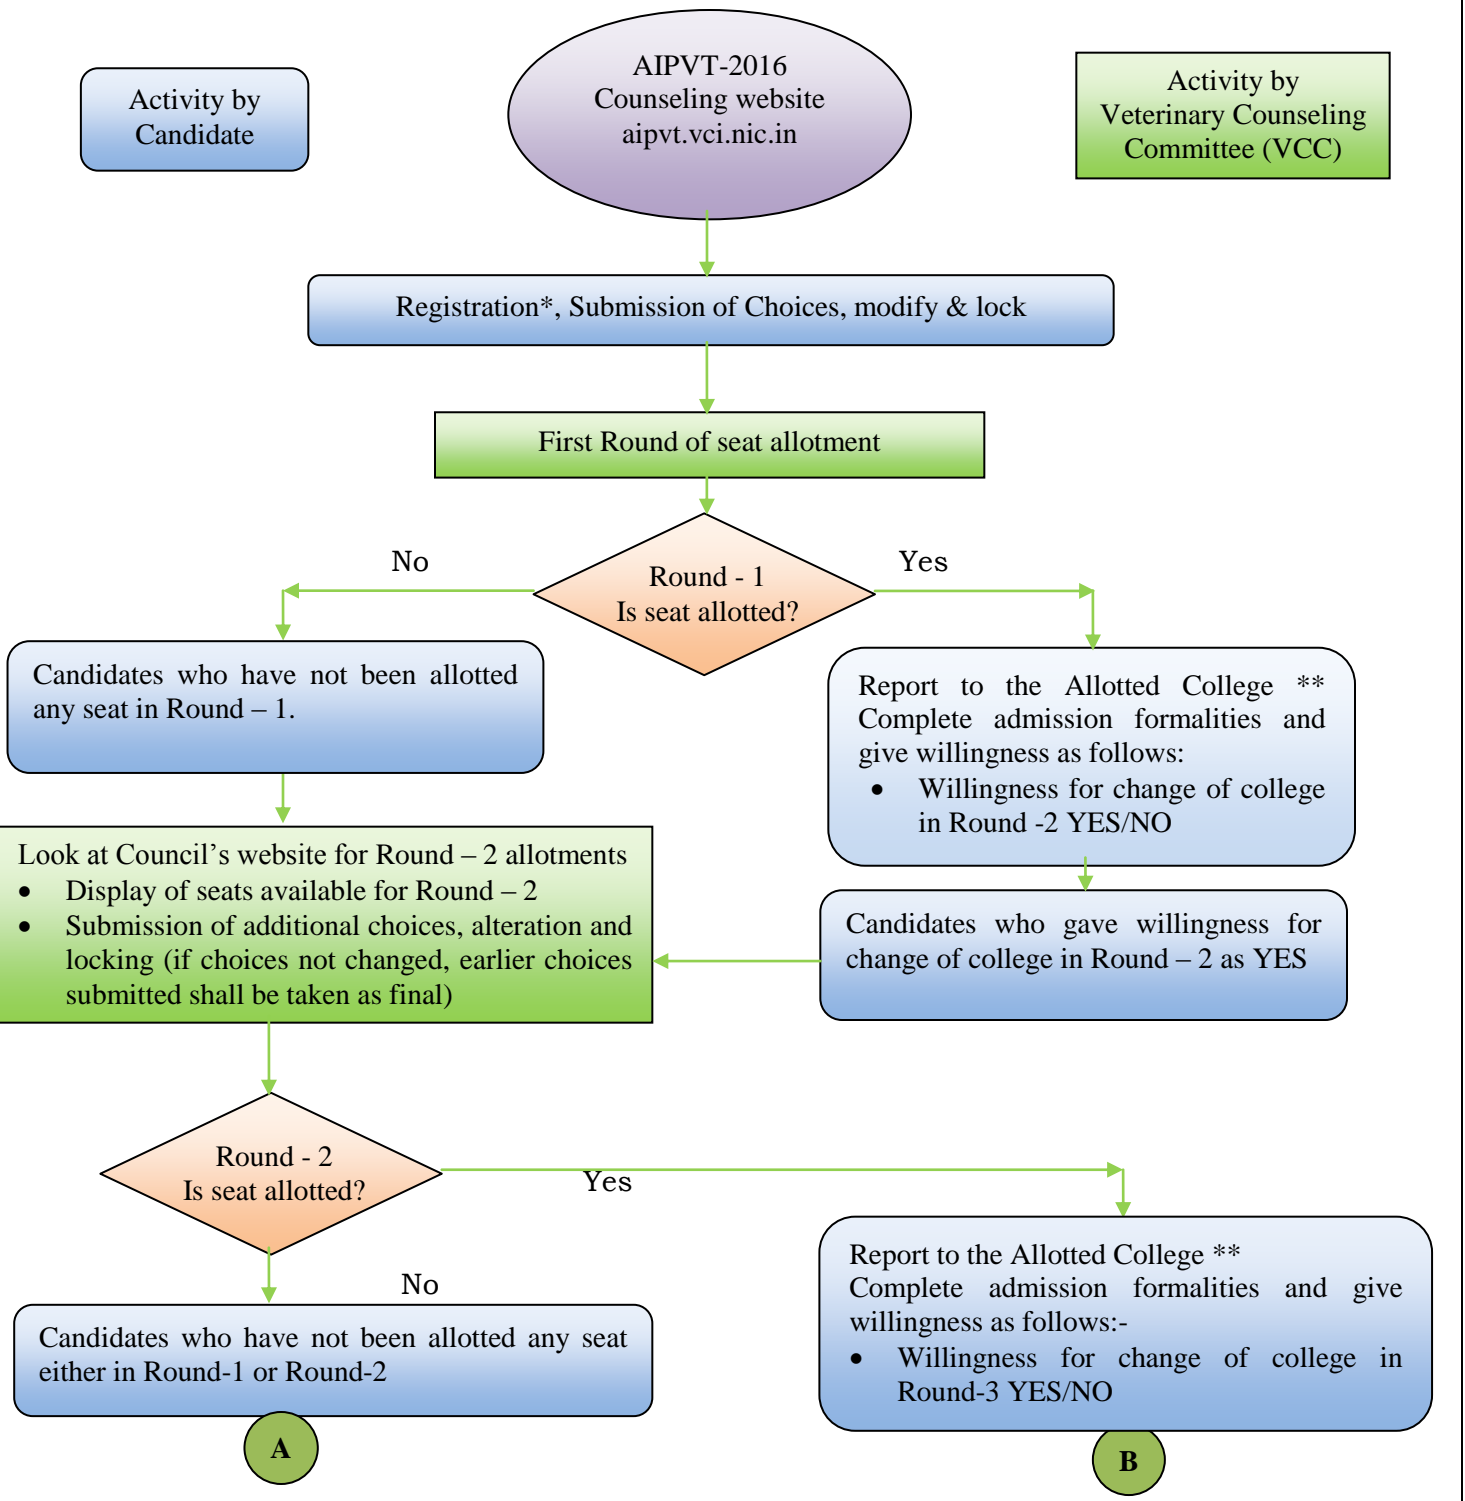 Activity by
Candidate
AIPVT-2016
Counseling website
aipvt.vci.nic.in
Activity by
Veterinary Counseling
Committee (VCC)
Registration*, Submission of Choices, modify & lock
First Round of seat allotment
No
Yes
Round - 1
Is seat allotted?
Candidates who have not been allotted
any seat in Round – 1.
Report to the Allotted College **
Complete admission formalities and
give willingness as follows:
• Willingness for change of college
in Round -2 YES/NO
Look at Council’s website for Round – 2 allotments
• Display of seats available for Round – 2
• Submission of additional choices, alteration and
locking (if choices not changed, earlier choices
submitted shall be taken as final)
Candidates who gave willingness for
change of college in Round – 2 as YES
Round - 2
Is seat allotted?
Yes
No
Report to the Allotted College **
Complete admission formalities and give
willingness as follows:-
• Willingness for change of college in
Round-3 YES/NO
Candidates who have not been allotted any seat
either in Round-1 or Round-2
A
B